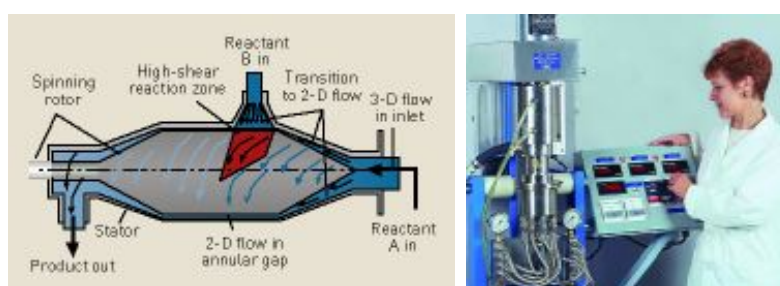 Reactant
B in
High-shear
reaction zone
Transition
to 2-D flow
Spinning
rotor
3-D flow
in inlet
Stator
2-D flow in
annular gap
Reactant
A in
Product out